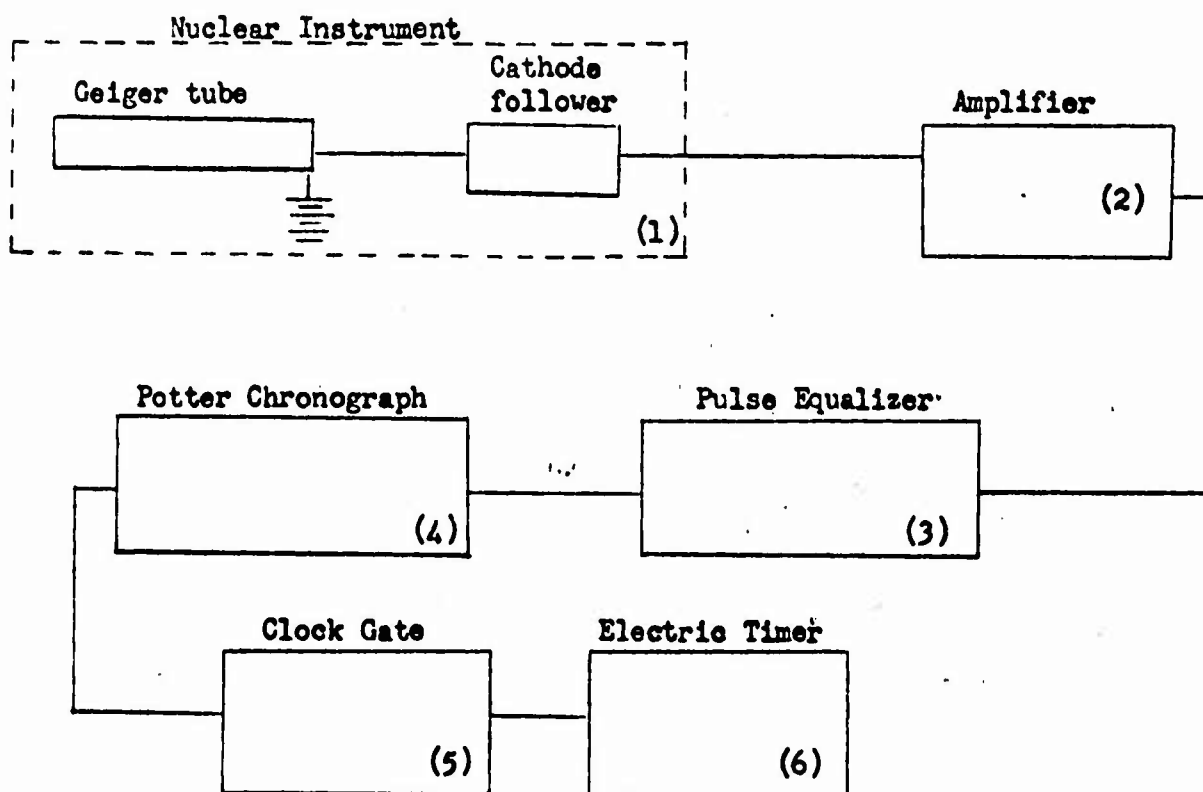 Nuclear Instrument
Geiger tube
Cathode
follower
(1)
Amplifier
(2)
Potter Chronograph
(4)
Pulse Equalizer
(3)
Clock Gate
(5)
Electric Timer
(6)